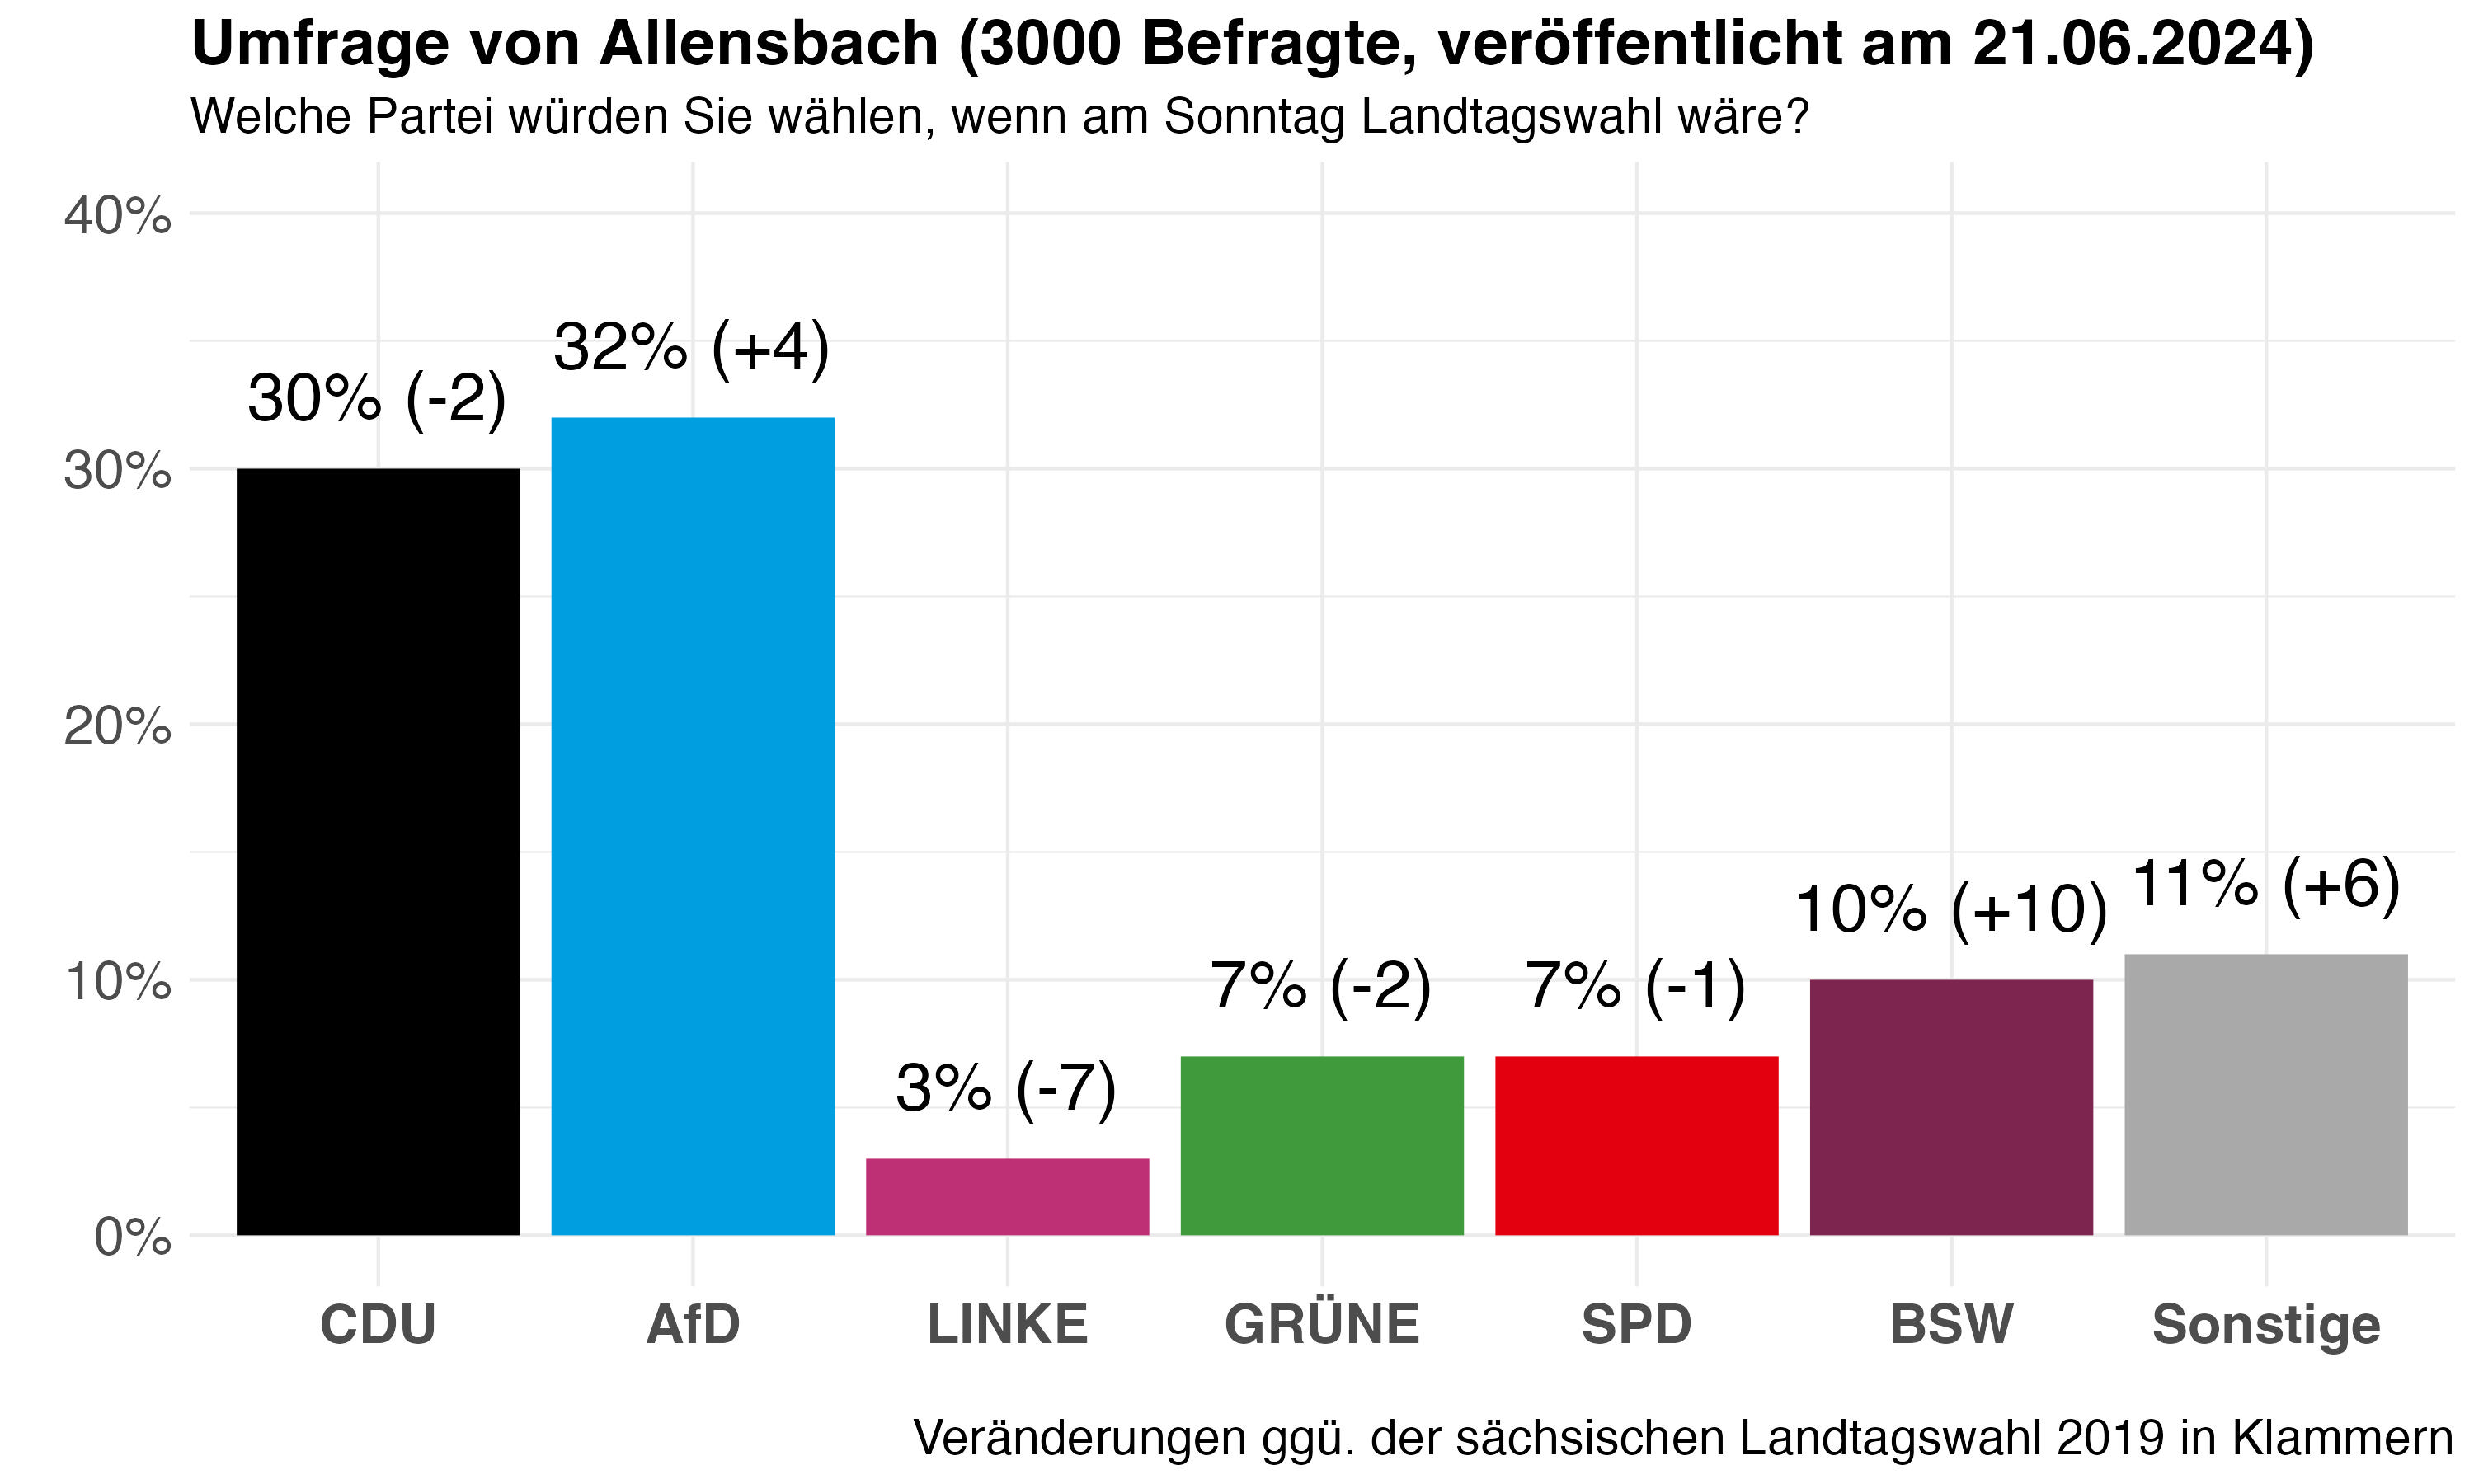 Umfrage von Allensbach (3000 Befragte, veröffentlicht am 21.06.2024)
Welche Partei würden Sie wählen, wenn am Sonntag Landtagswahl wäre?
40%
30%
20%
10%
0%
30% (-2)
32% (+4)
3% (-7)
7% (-2)
7% (-1)
10% (+10)
11% (+6)
CDU
AfD
LINKE
GRÜNE
SPD
BSW
Sonstige
Veränderungen ggü. der sächsischen Landtagswahl 2019 in Klammern